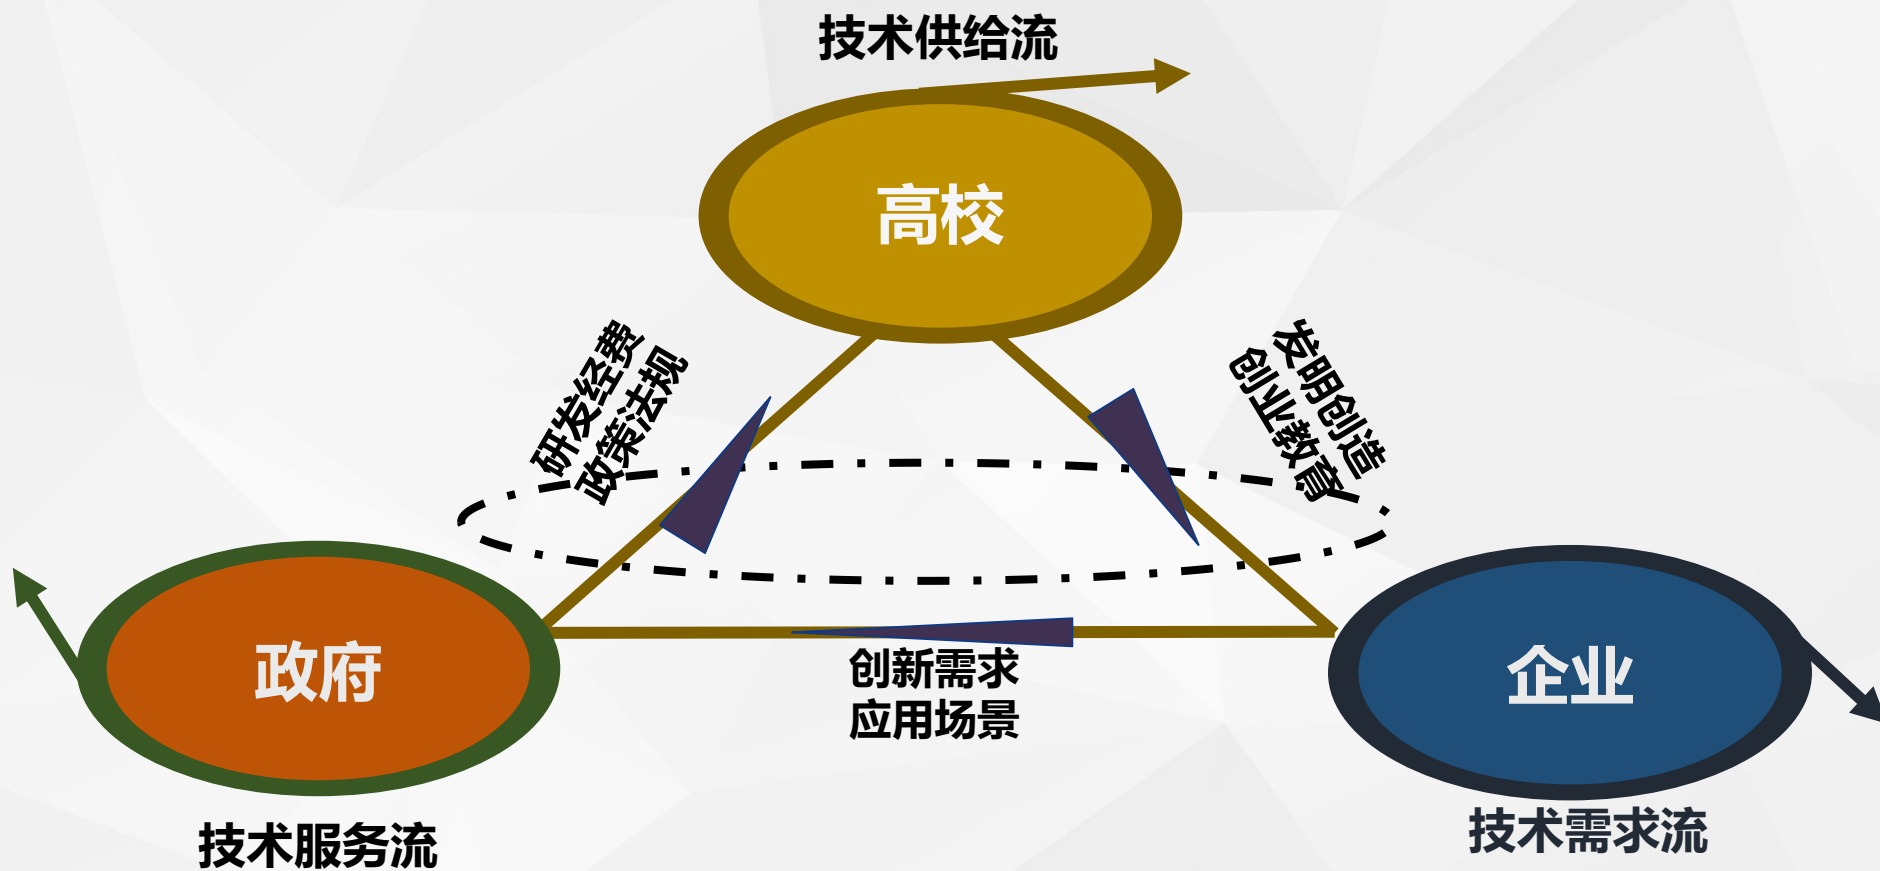 技术供给流
高校
研发经费
政策法规
发明创造
创业教育
政府
企业
创新需求
应用场景
技术服务流
技术需求流